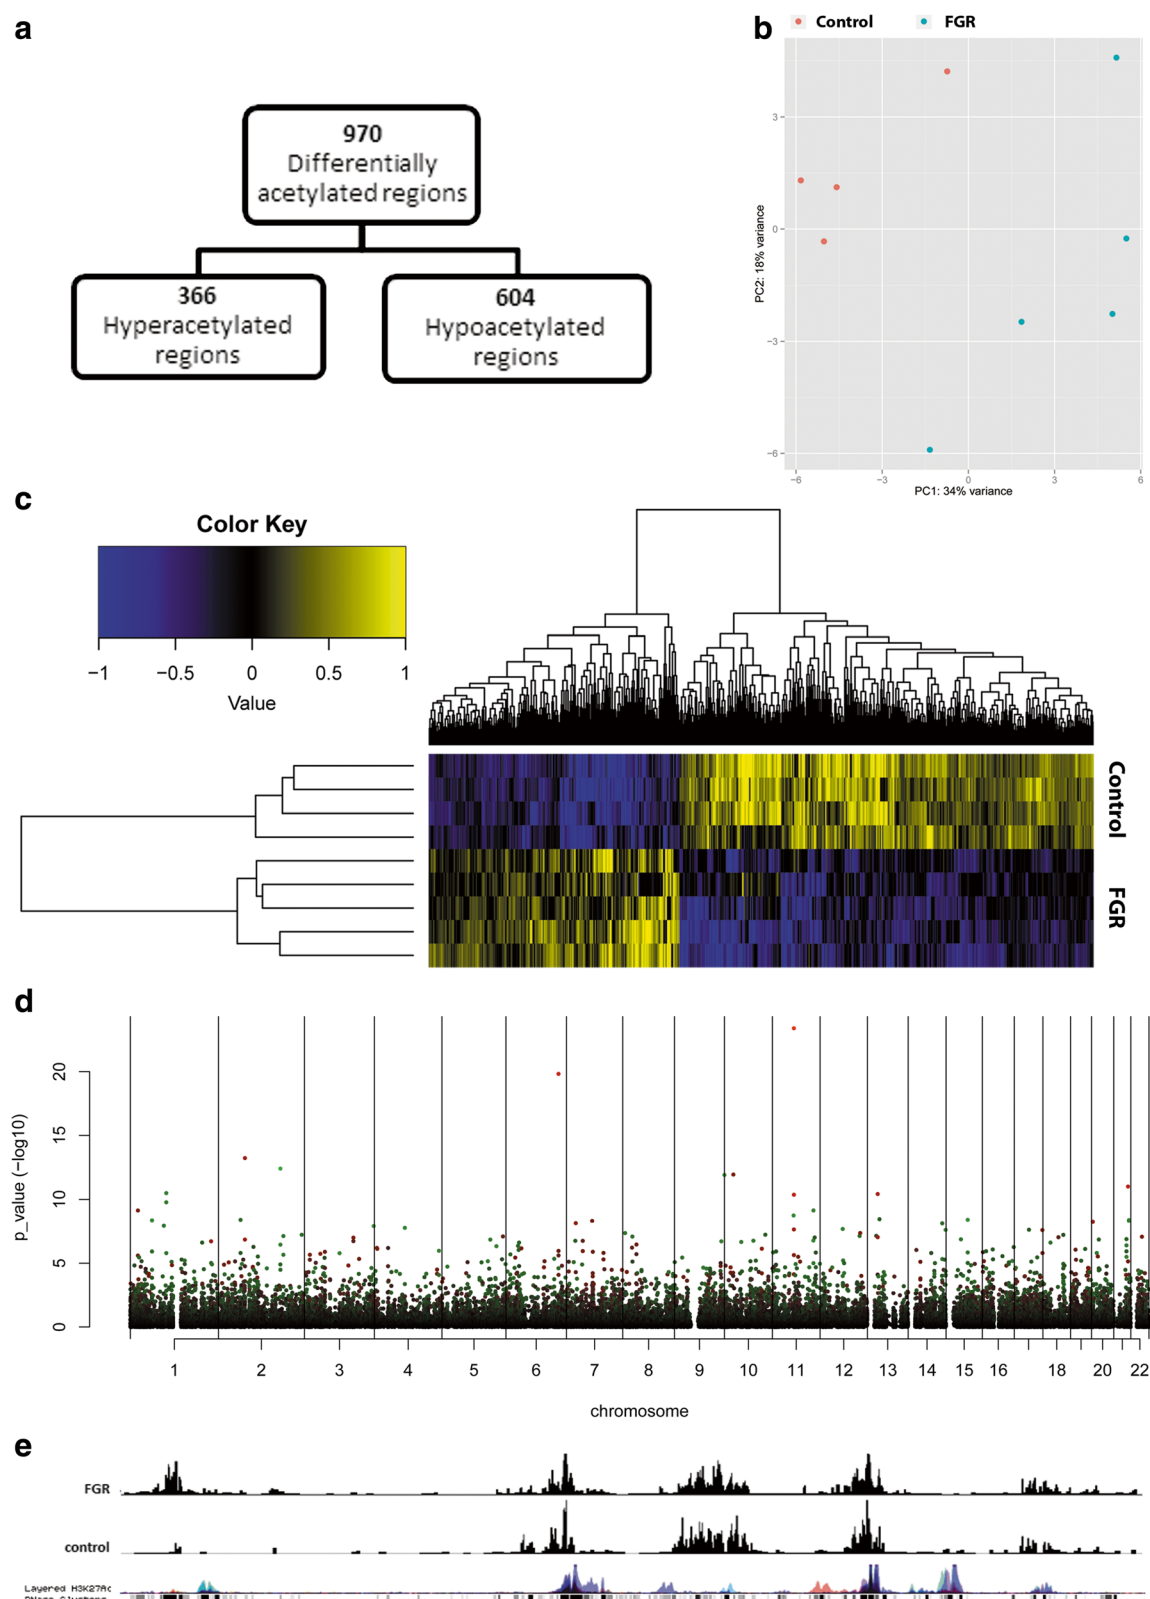 a
970
Differentially
acetylated regions
366
Hyperacetylated
regions
604
Hypoacetylated
regions
b
Control
FGR
3
0
−3
−6
−6
−3
0
3
6
PC2: 18% variance
PC1: 34% variance
c
Color Key
−1
−0.5
0
0.5
1
Value
Control
FGR
d
20
15
10
5
0
p_value (−log10)
1
2
3
4
5
6
7
8
9
10
11
12
13
14
15
16
18
20
22
chromosome
e
FGR
control
Layered H3K27Ac